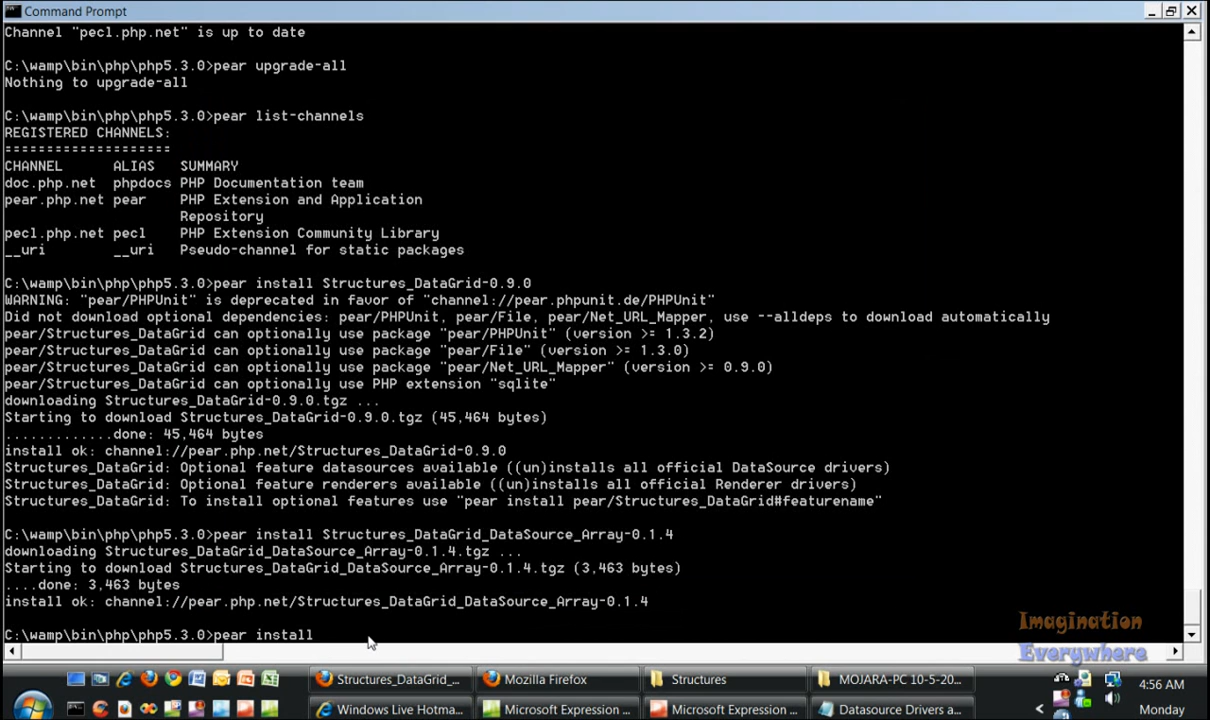 Command Prompt
Channel "pecl.php.net" is up to date
C:\wamp\bin\php\php5.3.0>pear upgrade-all
Nothing to upgrade-all
C:\wamp\bin\php\php5.3.0>pear list-channels
REGISTERED CHANNELS:
====================
CHANNEL ALIAS SUMMARY
doc.php.net phpdocs PHP Documentation team
pear.php.net pear PHP Extension and Application
Repository
pecl.php.net pecl PHP Extension Community Library
__uri __uri Pseudo-channel for static packages
C:\wamp\bin\php\php5.3.0>pear install Structures_DataGrid-0.9.0
WARNING: "pear/PHPUnit" is deprecated in favor of "channel://pear.phpunit.de/PHPUnit"
Did not download optional dependencies: pear/PHPUnit, pear/File, pear/Net_URL_Mapper, use --alldeps to download automatically
pear/Structures_DataGrid can optionally use package "pear/PHPUnit" (version >= 1.3.2)
pear/Structures_DataGrid can optionally use package "pear/File" (version >= 1.3.0)
pear/Structures_DataGrid can optionally use package "pear/Net_URL_Mapper" (version >= 0.9.0)
pear/Structures_DataGrid can optionally use PHP extension "sqlite"
downloading Structures_DataGrid-0.9.0.tgz ...
Starting to download Structures_DataGrid-0.9.0.tgz (45,464 bytes)
.............done: 45,464 bytes
install ok: channel://pear.php.net/Structures_DataGrid-0.9.0
Structures_DataGrid: Optional feature datasources available ((un)installs all official DataSource drivers)
Structures_DataGrid: Optional feature renderers available ((un)installs all official Renderer drivers)
Structures_DataGrid: To install optional features use "pear install pear/Structures_DataGrid#featurename"
C:\wamp\bin\php\php5.3.0>pear install Structures_DataGrid_DataSource_Array-0.1.4
downloading Structures_DataGrid_DataSource_Array-0.1.4.tgz ...
Starting to download Structures_DataGrid_DataSource_Array-0.1.4.tgz (3,463 bytes)
....done: 3,463 bytes
install ok: channel://pear.php.net/Structures_DataGrid_DataSource_Array-0.1.4
C:\wamp\bin\php\php5.3.0>pear install
Imagination
Everywhere
Structures_DataGrid_... Mozilla Firefox Structures MOJARA-PC 10-5-20... 4:56 AM
Windows Live Hotma... Microsoft Expression ... Microsoft Expression ... Datasource Drivers a... Monday